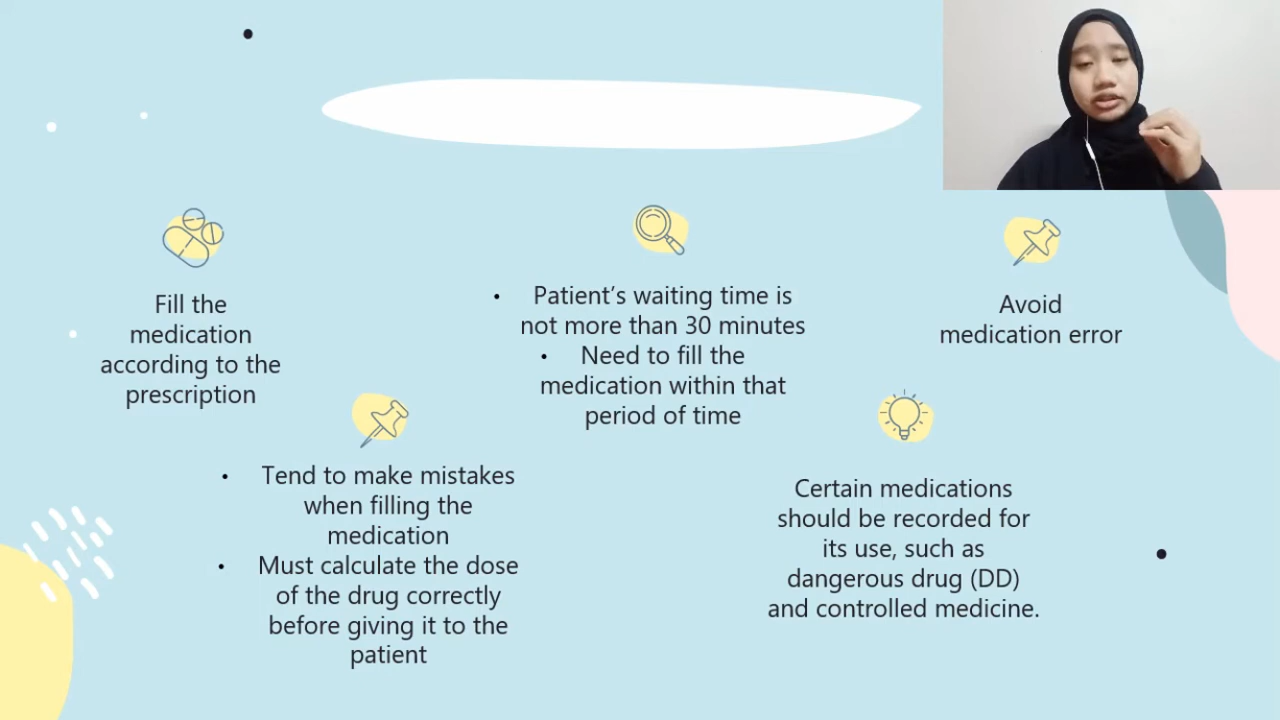 Fill the
medication
according to the
prescription
• Patient’s waiting time is
not more than 30 minutes
• Need to fill the
medication within that
period of time
Avoid
medication error
• Tend to make mistakes
when filling the
medication
• Must calculate the dose
of the drug correctly
before giving it to the
patient
Certain medications
should be recorded for
its use, such as
dangerous drug (DD)
and controlled medicine.